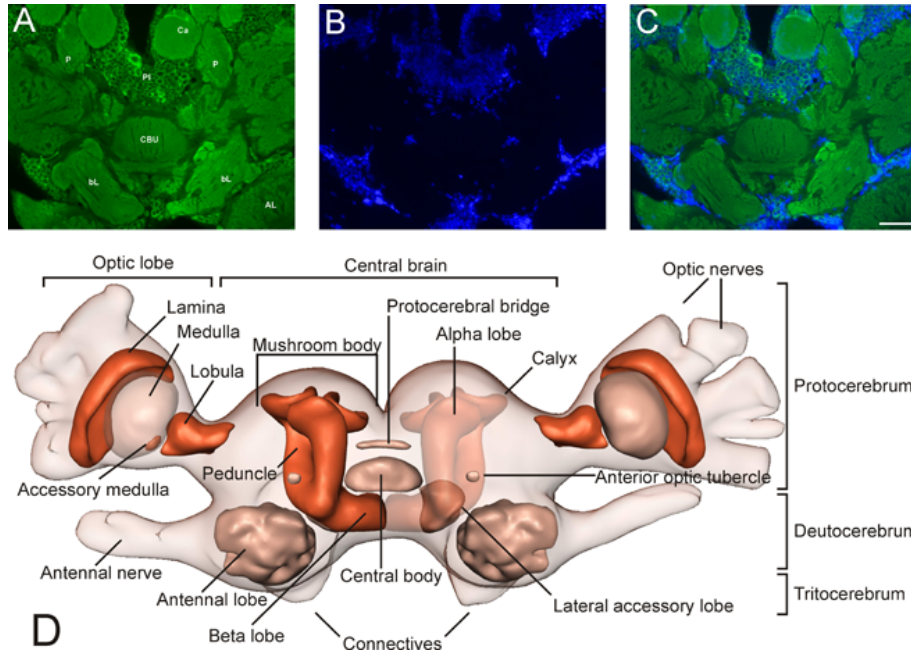 A
Ca
P
PI
P
CBU
bL
bL
AL
B
C
Optic lobe
Central brain
Optic nerves
Lamina
Protocerebral bridge
Medulla
Alpha lobe
Mushroom body
Calyx
Lobula
Protocerebrum
Peduncle
Anterior optic tubercle
Accessory medulla
Deutocerebrum
Antennal nerve
Central body
Antennal lobe
Lateral accessory lobe
Tritocerebrum
Beta lobe
Connectives
D